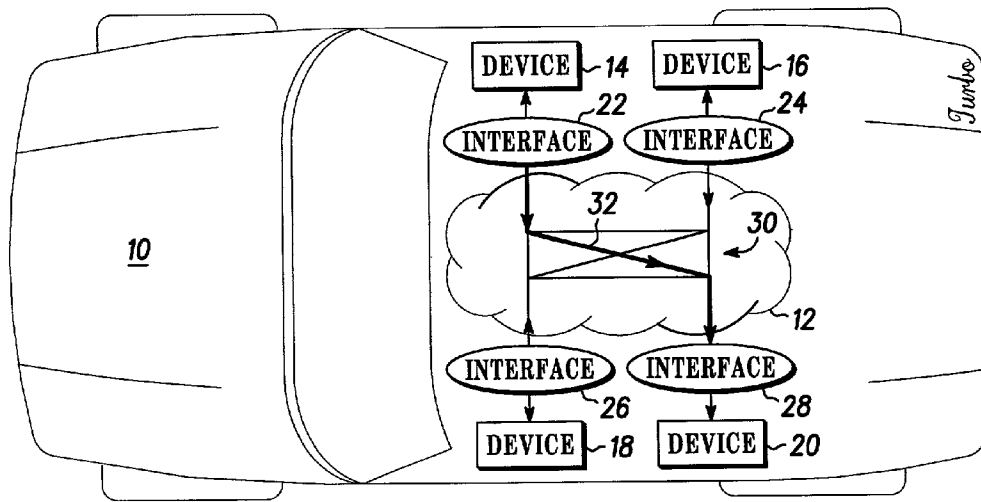 DEVICE 14
DEVICE 16
Turbo
22
24
INTERFACE
INTERFACE
32
30
10
12
INTERFACE
INTERFACE
26
28
DEVICE 18
DEVICE 20